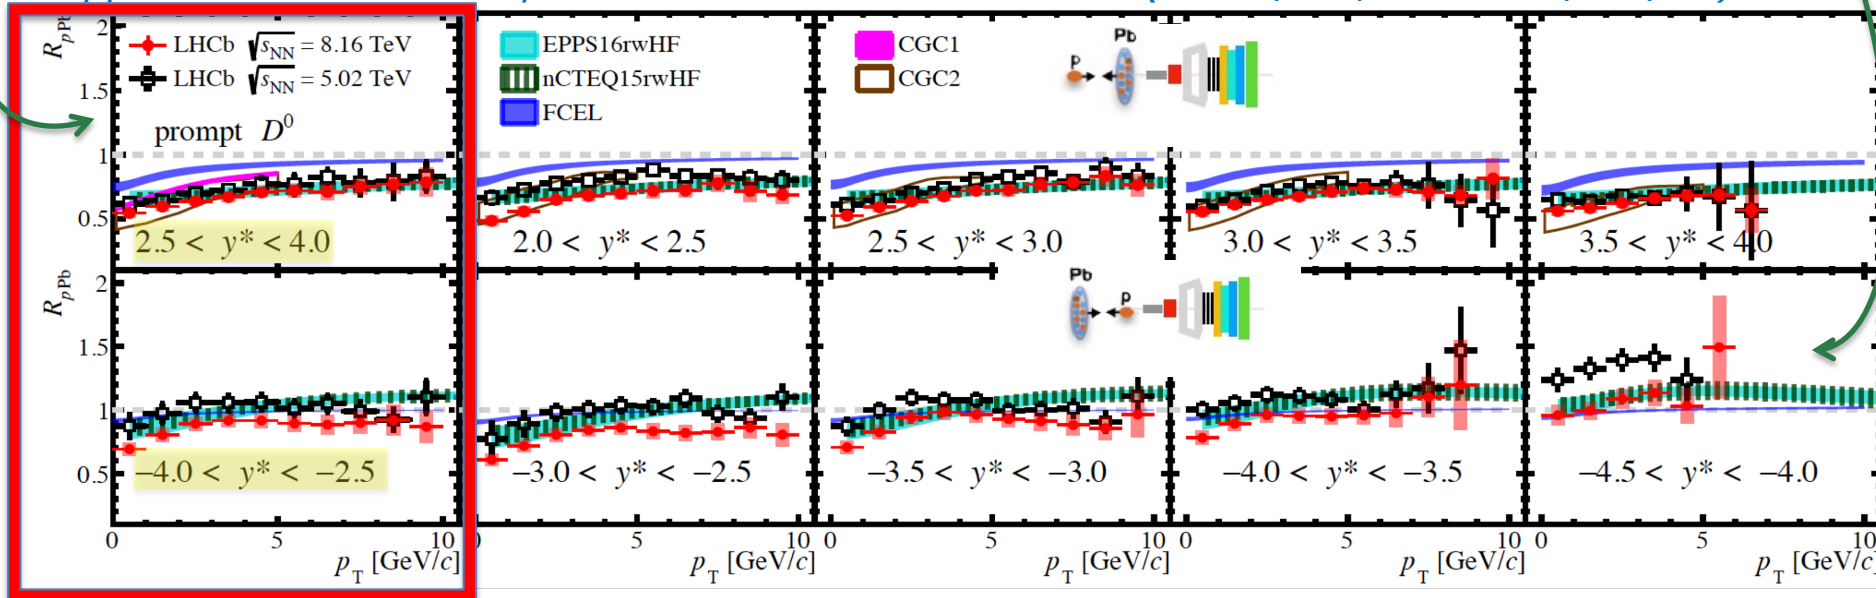 R_pPb
2
1.5
1
0.5
LHCb √s_NN = 8.16 TeV
LHCb √s_NN = 5.02 TeV
prompt D⁰
EPPS16rwHF
nCTEQ15rwHF
FCEL
CGC1
CGC2
p
Pb
2.5 < y* < 4.0
2.0 < y* < 2.5
2.5 < y* < 3.0
3.0 < y* < 3.5
3.5 < y* < 4.0
R_pPb
2
1.5
1
0.5
Pb
p
−4.0 < y* < −2.5
−3.0 < y* < −2.5
−3.5 < y* < −3.0
−4.0 < y* < −3.5
−4.5 < y* < −4.0
0 5 10 0 5 10 0 5 10 0 5 10 0 5 10
p_T [GeV/c] p_T [GeV/c] p_T [GeV/c] p_T [GeV/c] p_T [GeV/c]